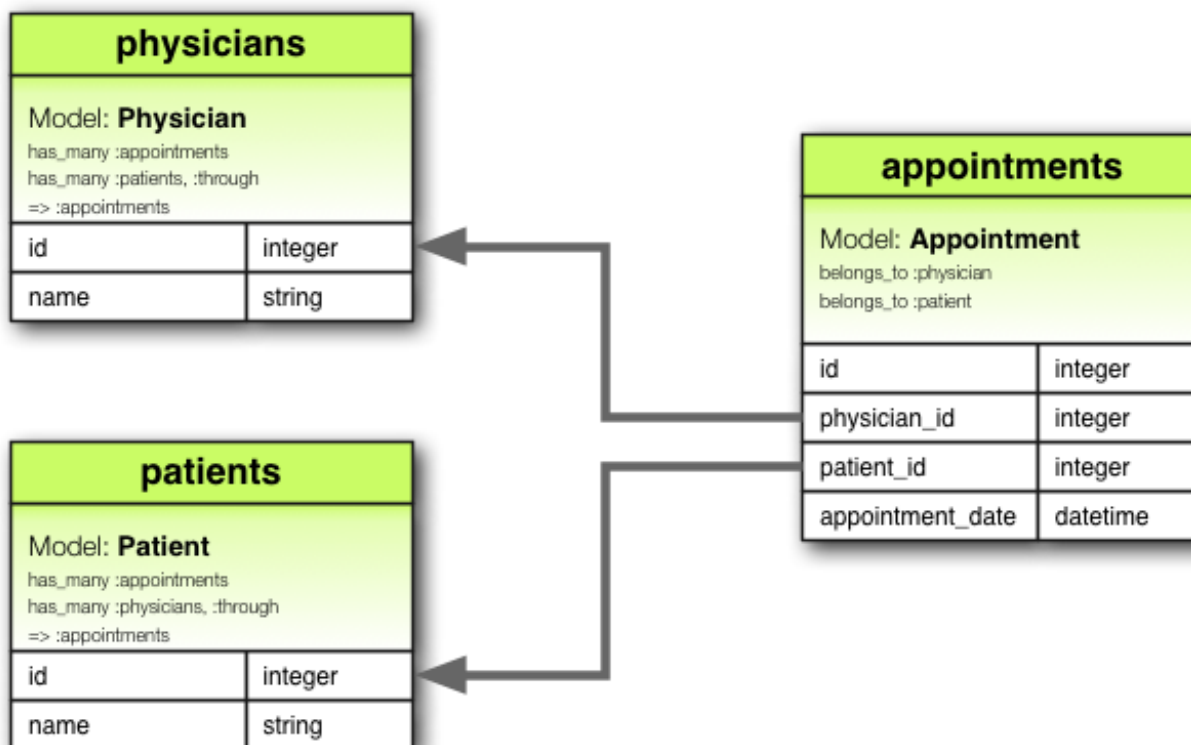 physicians
Model: Physician
has_many :appointments
has_many :patients, :through
=> :appointments
id integer
name string
appointments
Model: Appointment
belongs_to :physician
belongs_to :patient
id integer
physician_id integer
patient_id integer
appointment_date datetime
patients
Model: Patient
has_many :appointments
has_many :physicians, :through
=> :appointments
id integer
name string